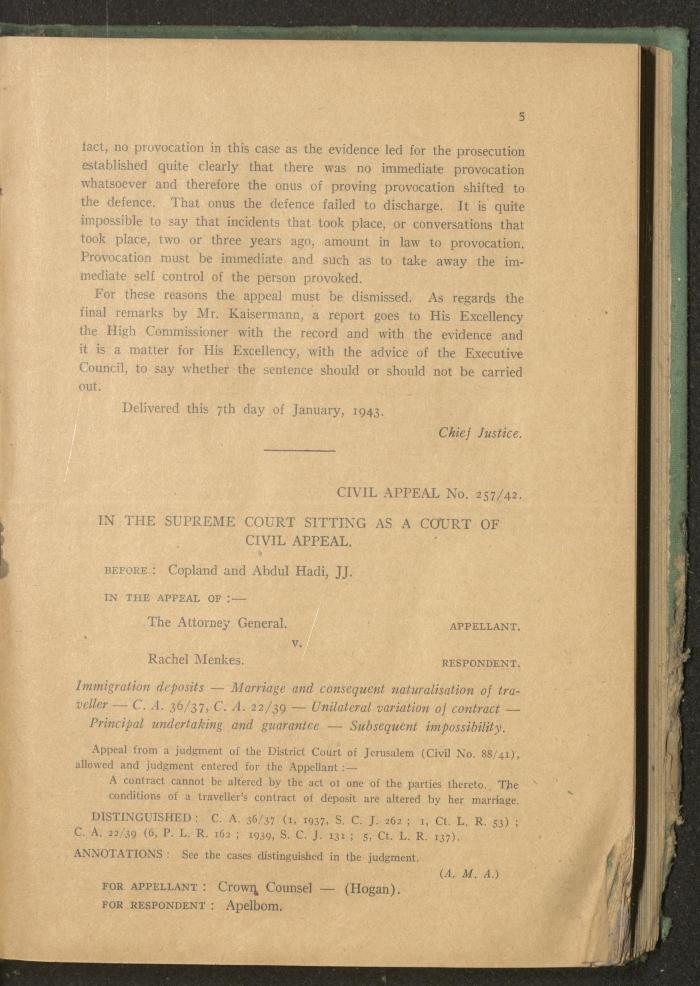 5
fact, no provocation in this case as the evidence led for the prosecution
established quite clearly that there was no immediate provocation
whatsoever and therefore the onus of proving provocation shifted to
the defence. That onus the defence failed to discharge. It is quite
impossible to say that incidents that took place, or conversations that
took place, two or three years ago, amount in law to provocation.
Provocation must be immediate and such as to take away the im-
mediate self control of the person provoked.
For these reasons the appeal must be dismissed. As regards the
final remarks by Mr. Kaisermann, a report goes to His Excellency
the High Commissioner with the record and with the evidence and
it is a matter for His Excellency, with the advice of the Executive
Council, to say whether the sentence should or should not be carried
out.
Delivered this 7th day of January, 1943.
Chief Justice.
CIVIL APPEAL No. 257/42.
IN THE SUPREME COURT SITTING AS A COURT OF
CIVIL APPEAL.
BEFORE : Copland and Abdul Hadi, JJ.
IN THE APPEAL OF :—
The Attorney General. APPELLANT.
v.
Rachel Menkes. RESPONDENT.
Immigration deposits — Marriage and consequent naturalisation of tra-
veller — C. A. 36/37, C. A. 22/39 — Unilateral variation of contract —
Principal undertaking and guarantee — Subsequent impossibility.
Appeal from a judgment of the District Court of Jerusalem (Civil No. 88/41),
allowed and judgment entered for the Appellant :—
A contract cannot be altered by the act of one of the parties thereto. The
conditions of a traveller's contract of deposit are altered by her marriage.
DISTINGUISHED : C. A. 36/37 (1, 1937, S. C. J. 262 ; 1, Ct. L. R. 53) ;
C. A. 22/39 (6, P. L. R. 162 ; 1939, S. C. J. 131 ; 5, Ct. L. R. 137).
ANNOTATIONS : See the cases distinguished in the judgment.
(A. M. A.)
FOR APPELLANT : Crown Counsel — (Hogan).
FOR RESPONDENT : Apelbom.